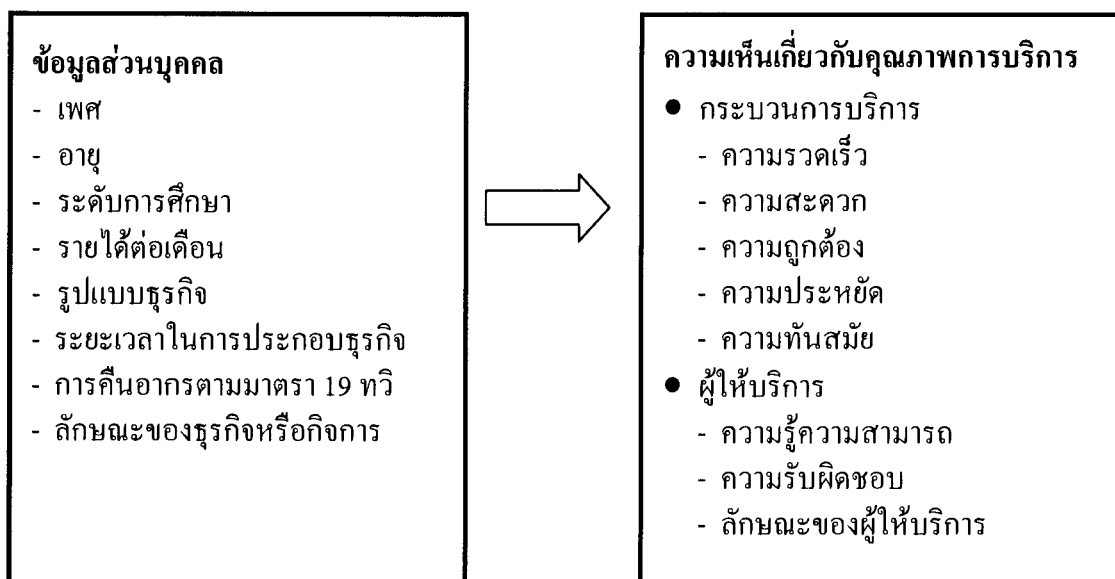 ข้อมูลส่วนบุคคล
- เพศ
- อายุ
- ระดับการศึกษา
- รายได้ต่อเดือน
- รูปแบบธุรกิจ
- ระยะเวลาในการประกอบธุรกิจ
- การคืนอากรตามมาตรา 19 ทวิ
- ลักษณะของธุรกิจหรือกิจการ
ความเห็นเกี่ยวกับคุณภาพการบริการ
● กระบวนการบริการ
- ความรวดเร็ว
- ความสะดวก
- ความถูกต้อง
- ความประหยัด
- ความทันสมัย
● ผู้ให้บริการ
- ความรู้ความสามารถ
- ความรับผิดชอบ
- ลักษณะของผู้ให้บริการ